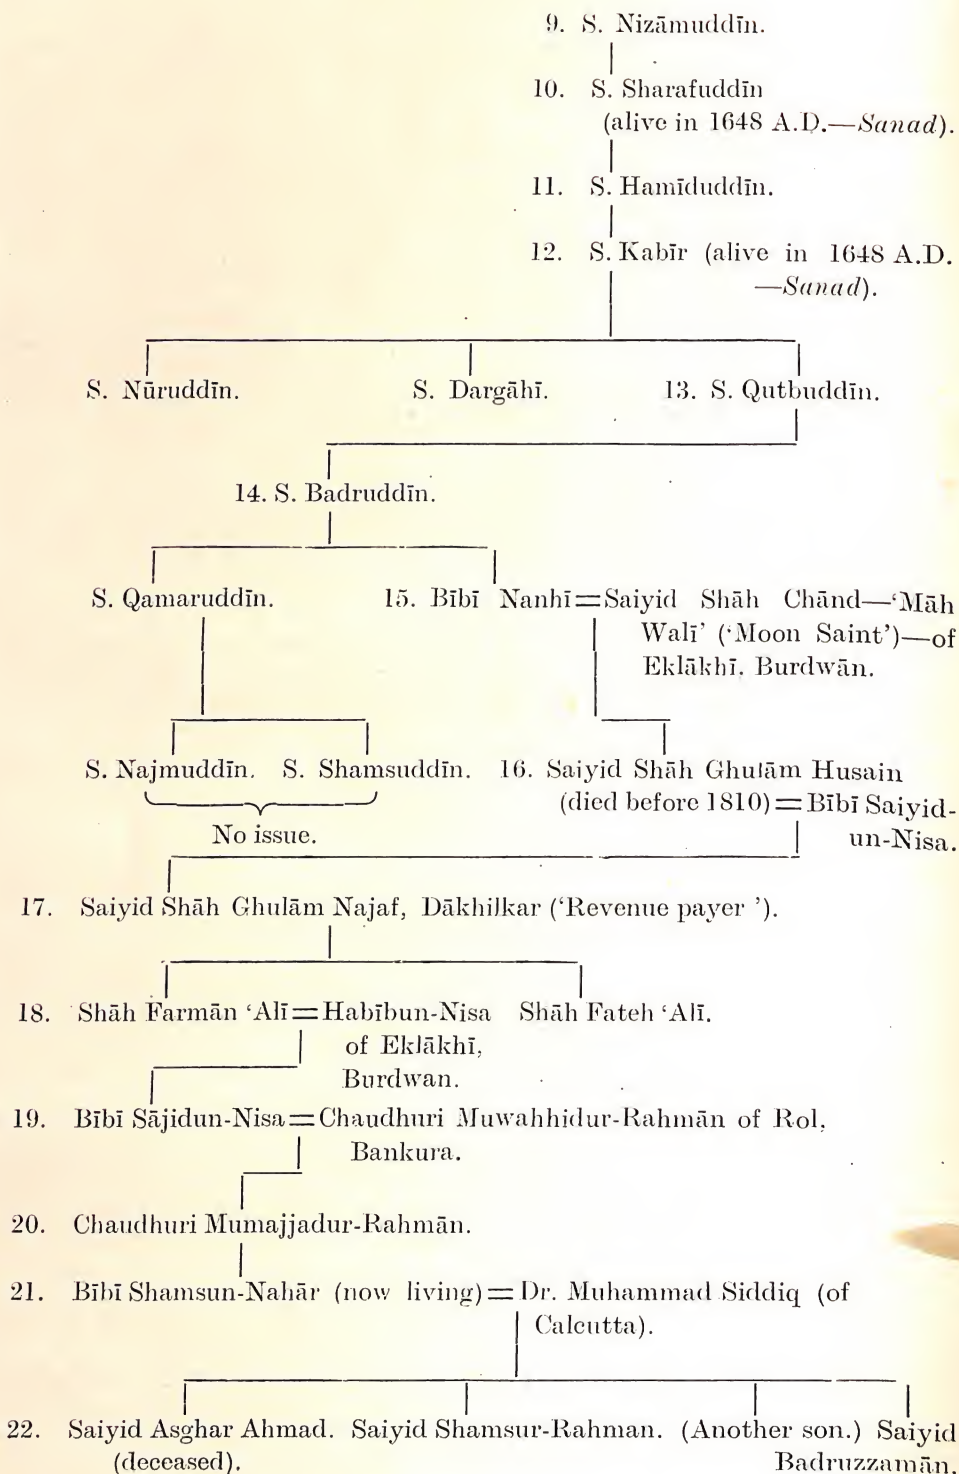 9. S. Nizāmuddīn.
10. S. Sharafuddīn
(alive in 1648 A.D.—Sanad).
11. S. Hamīduddīn.
12. S. Kabīr (alive in 1648 A.D.
—Sanad).
S. Nūruddīn. S. Dargāhī. 13. S. Qutbuddīn.
14. S. Badruddīn.
S. Qamaruddīn. 15. Bībī Nanhī=Saiyid Shāh Chānd—‘Māh
Walī’ (‘Moon Saint’)—of
Eklākhī. Burdwān.
S. Najmuddīn. S. Shamsuddīn. 16. Saiyid Shāh Ghulām Husain
(died before 1810)=Bībī Saiyid-
No issue. un-Nisa.
17. Saiyid Shāh Ghulām Najaf, Dākhilkar (‘Revenue payer’).
18. Shāh Farmān ‘Alī=Habībun-Nisa Shāh Fateh ‘Alī.
of Eklākhī,
Burdwan.
19. Bībī Sājidun-Nisa=Chaudhuri Muwahhidur-Rahmān of Rol,
Bankura.
20. Chaudhuri Mumajjadur-Rahmān.
21. Bībī Shamsun-Nahār (now living)=Dr. Muhammad Siddiq (of
Calcutta).
22. Saiyid Asghar Ahmad. Saiyid Shamsur-Rahman. (Another son.) Saiyid
(deceased). Badruzzamān.